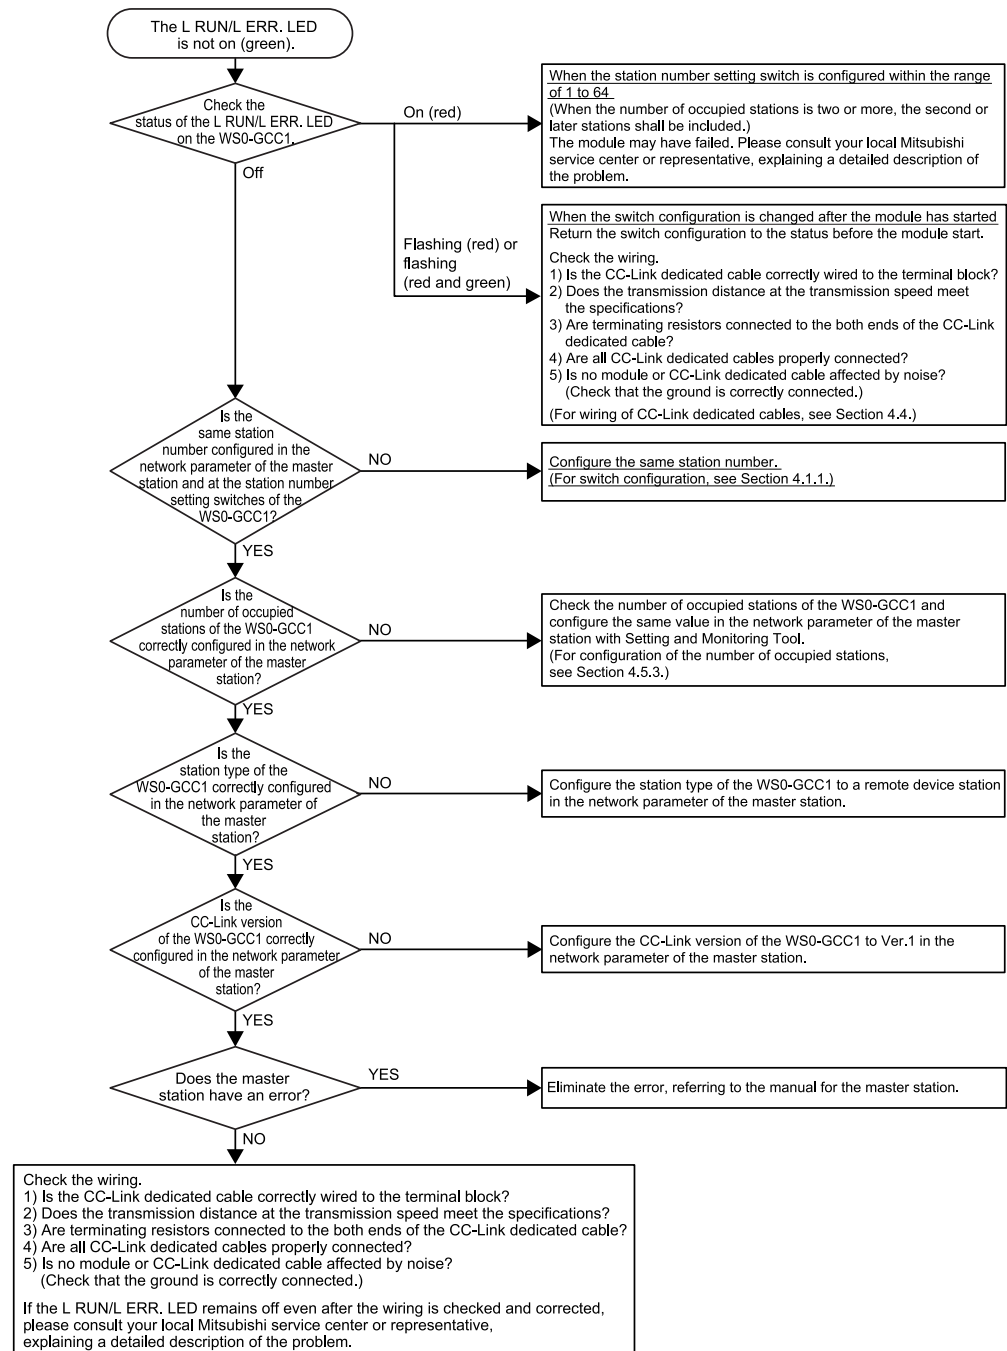 The L RUN/L ERR. LED
is not on (green).
Check the
status of the L RUN/L ERR. LED
on the WS0-GCC1.
On (red)
When the station number setting switch is configured within the range
of 1 to 64
(When the number of occupied stations is two or more, the second or
later stations shall be included.)
The module may have failed. Please consult your local Mitsubishi
service center or representative, explaining a detailed description of
the problem.
Off
Flashing (red) or
flashing
(red and green)
When the switch configuration is changed after the module has started
Return the switch configuration to the status before the module start.
Check the wiring.
1) Is the CC-Link dedicated cable correctly wired to the terminal block?
2) Does the transmission distance at the transmission speed meet
the specifications?
3) Are terminating resistors connected to the both ends of the CC-Link
dedicated cable?
4) Are all CC-Link dedicated cables properly connected?
5) Is no module or CC-Link dedicated cable affected by noise?
(Check that the ground is correctly connected.)
(For wiring of CC-Link dedicated cables, see Section 4.4.)
Is the
same station
number configured in the
network parameter of the master
station and at the station number
setting switches of the
WS0-GCC1?
NO
Configure the same station number.
(For switch configuration, see Section 4.1.1.)
YES
Is the
number of occupied
stations of the WS0-GCC1
correctly configured in the network
parameter of the master
station?
NO
Check the number of occupied stations of the WS0-GCC1 and
configure the same value in the network parameter of the master
station with Setting and Monitoring Tool.
(For configuration of the number of occupied stations,
see Section 4.5.3.)
YES
Is the
station type of the
WS0-GCC1 correctly configured
in the network parameter of
the master
station?
NO
Configure the station type of the WS0-GCC1 to a remote device station
in the network parameter of the master station.
YES
Is the
CC-Link version
of the WS0-GCC1 correctly
configured in the network parameter
of the master
station?
NO
Configure the CC-Link version of the WS0-GCC1 to Ver.1 in the
network parameter of the master station.
YES
Does the master
station have an error?
YES
Eliminate the error, referring to the manual for the master station.
NO
Check the wiring.
1) Is the CC-Link dedicated cable correctly wired to the terminal block?
2) Does the transmission distance at the transmission speed meet the specifications?
3) Are terminating resistors connected to the both ends of the CC-Link dedicated cable?
4) Are all CC-Link dedicated cables properly connected?
5) Is no module or CC-Link dedicated cable affected by noise?
(Check that the ground is correctly connected.)
If the L RUN/L ERR. LED remains off even after the wiring is checked and corrected,
please consult your local Mitsubishi service center or representative,
explaining a detailed description of the problem.